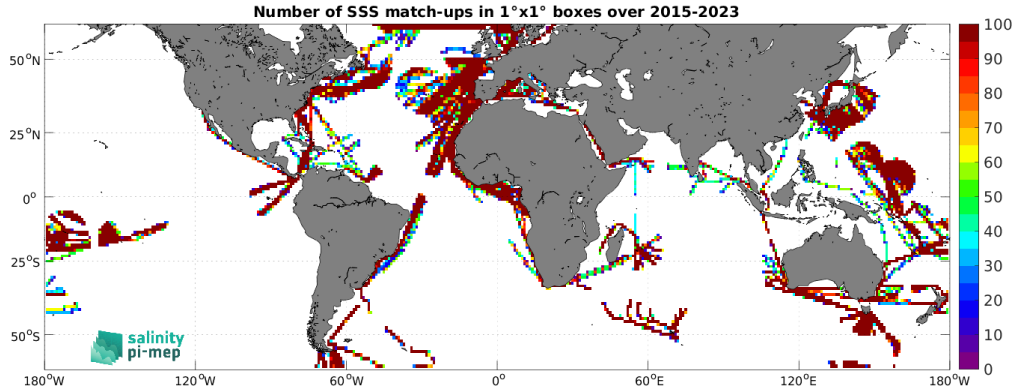 Number of SSS match-ups in 1°x1° boxes over 2015-2023
100
90
80
70
60
50
40
30
20
10
0
50°N
25°N
0°
25°S
50°S
salinity
pi-mep
180°W
120°W
60°W
0°
60°E
120°E
180°W